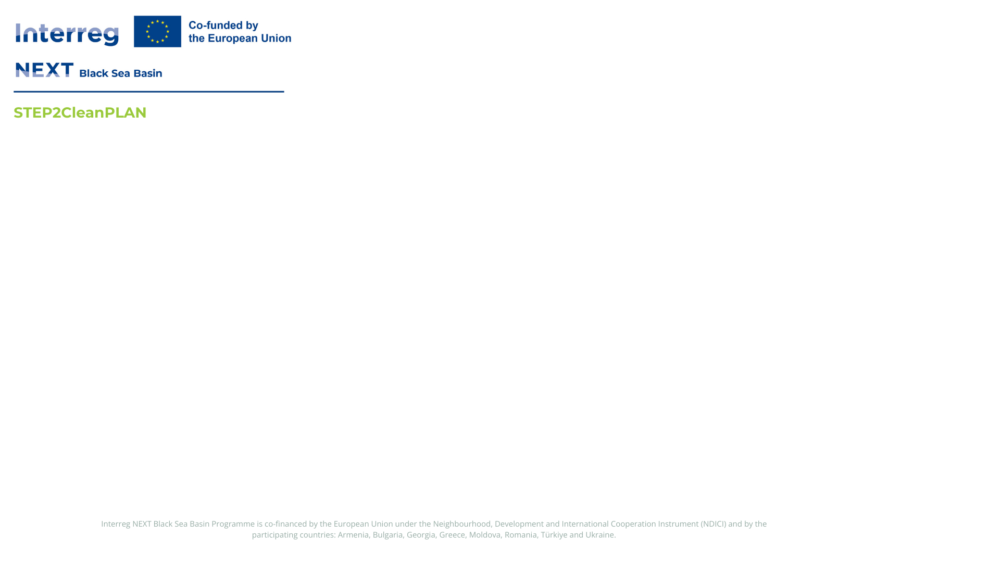 Interreg
Co-funded by
the European Union
NEXT Black Sea Basin
STEP2CleanPLAN
Interreg NEXT Black Sea Basin Programme is co-financed by the European Union under the Neighbourhood, Development and International Cooperation Instrument (NDICI) and by the
participating countries: Armenia, Bulgaria, Georgia, Greece, Moldova, Romania, Türkiye and Ukraine.